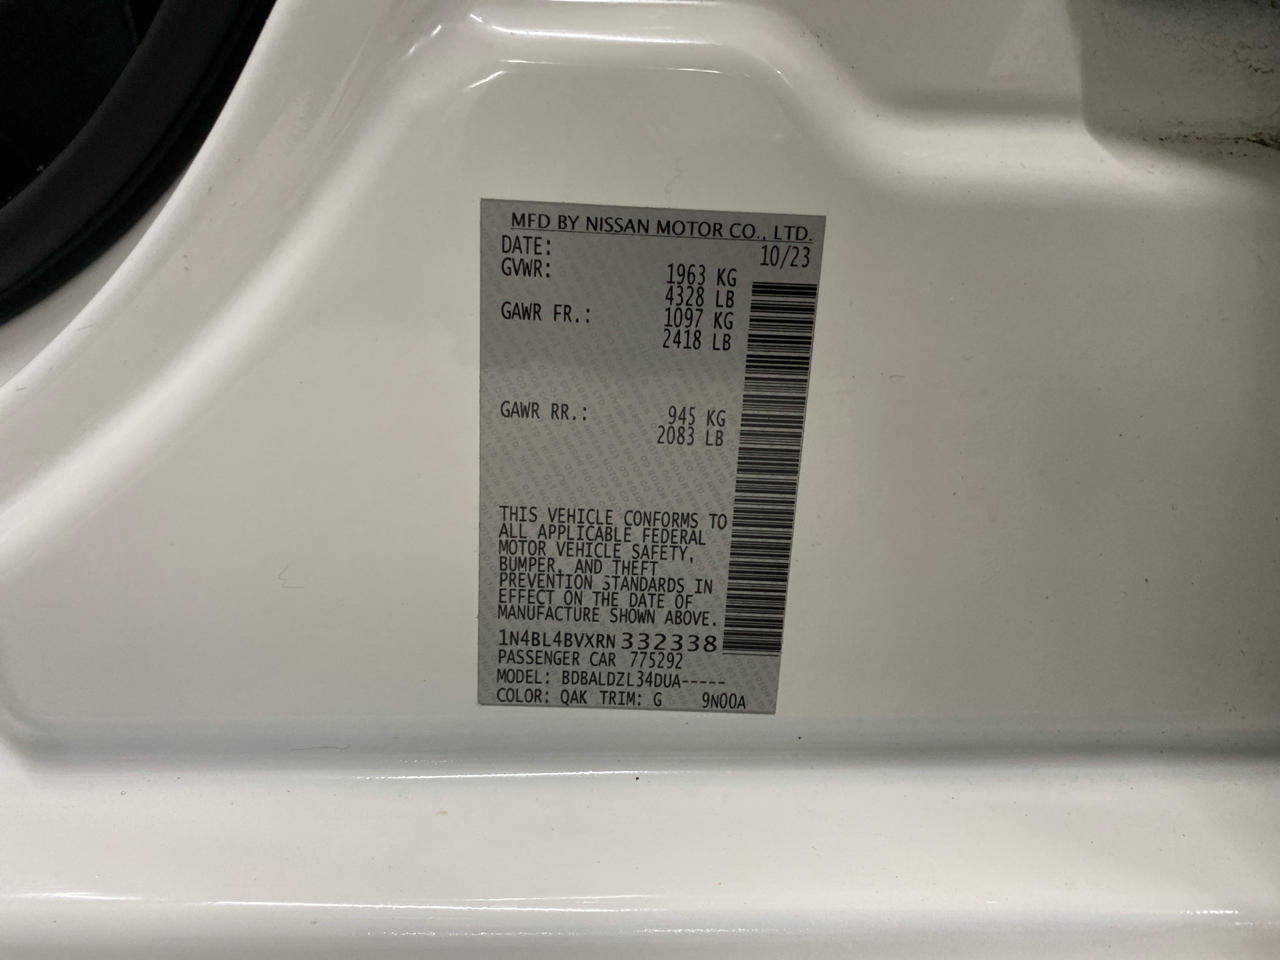 MFD BY NISSAN MOTOR CO., LTD.
DATE: 10/23
GVWR: 1963 KG
4328 LB
GAWR FR.: 1097 KG
2418 LB
GAWR RR.: 945 KG
2083 LB
THIS VEHICLE CONFORMS TO
ALL APPLICABLE FEDERAL
MOTOR VEHICLE SAFETY,
BUMPER, AND THEFT
PREVENTION STANDARDS IN
EFFECT ON THE DATE OF
MANUFACTURE SHOWN ABOVE.
1N4BL4BVXRN332338
PASSENGER CAR 775292
MODEL: BDBALDZL34DUA-----
COLOR: QAK TRIM: G 9N00A